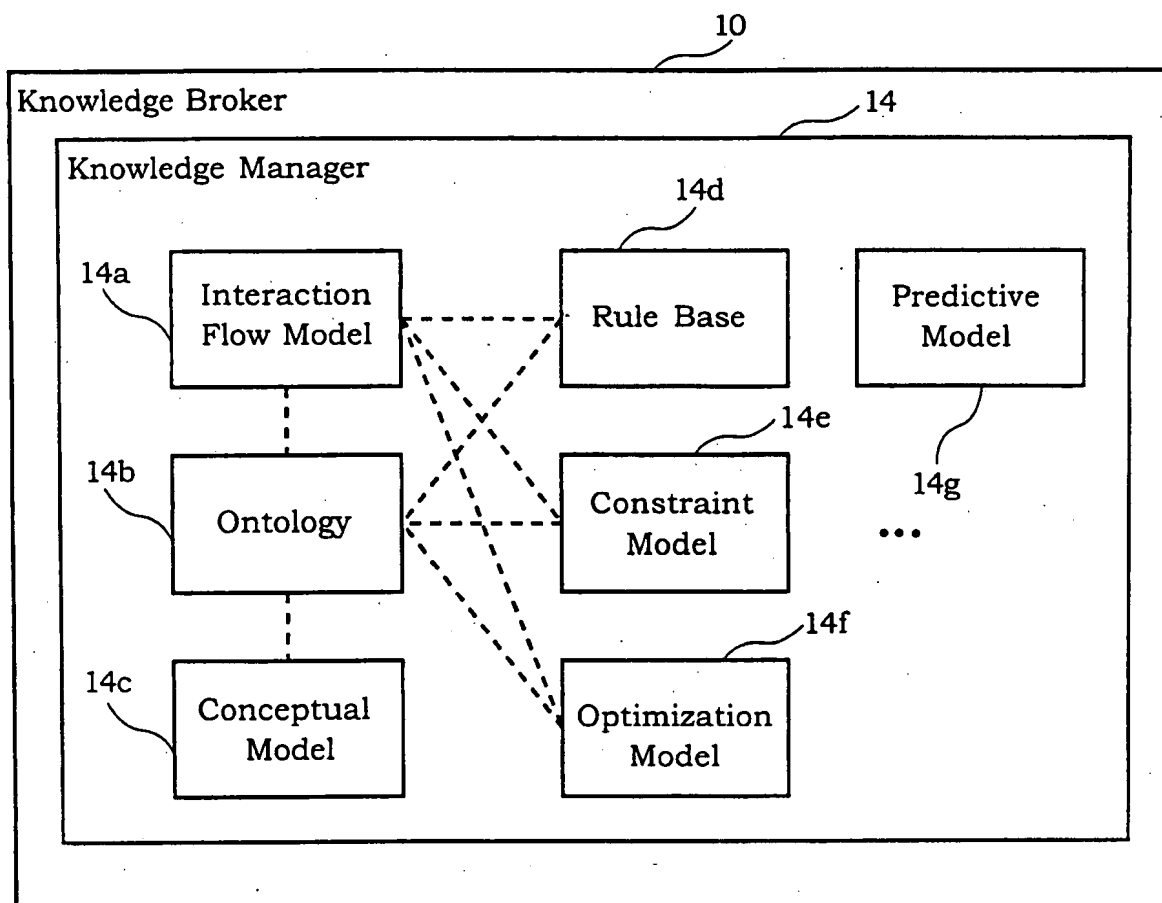 10
Knowledge Broker
14
Knowledge Manager
14d
14a
Interaction
Flow Model
Rule Base
Predictive
Model
14e
14b
14g
Ontology
Constraint
Model
...
14f
14c
Conceptual
Model
Optimization
Model